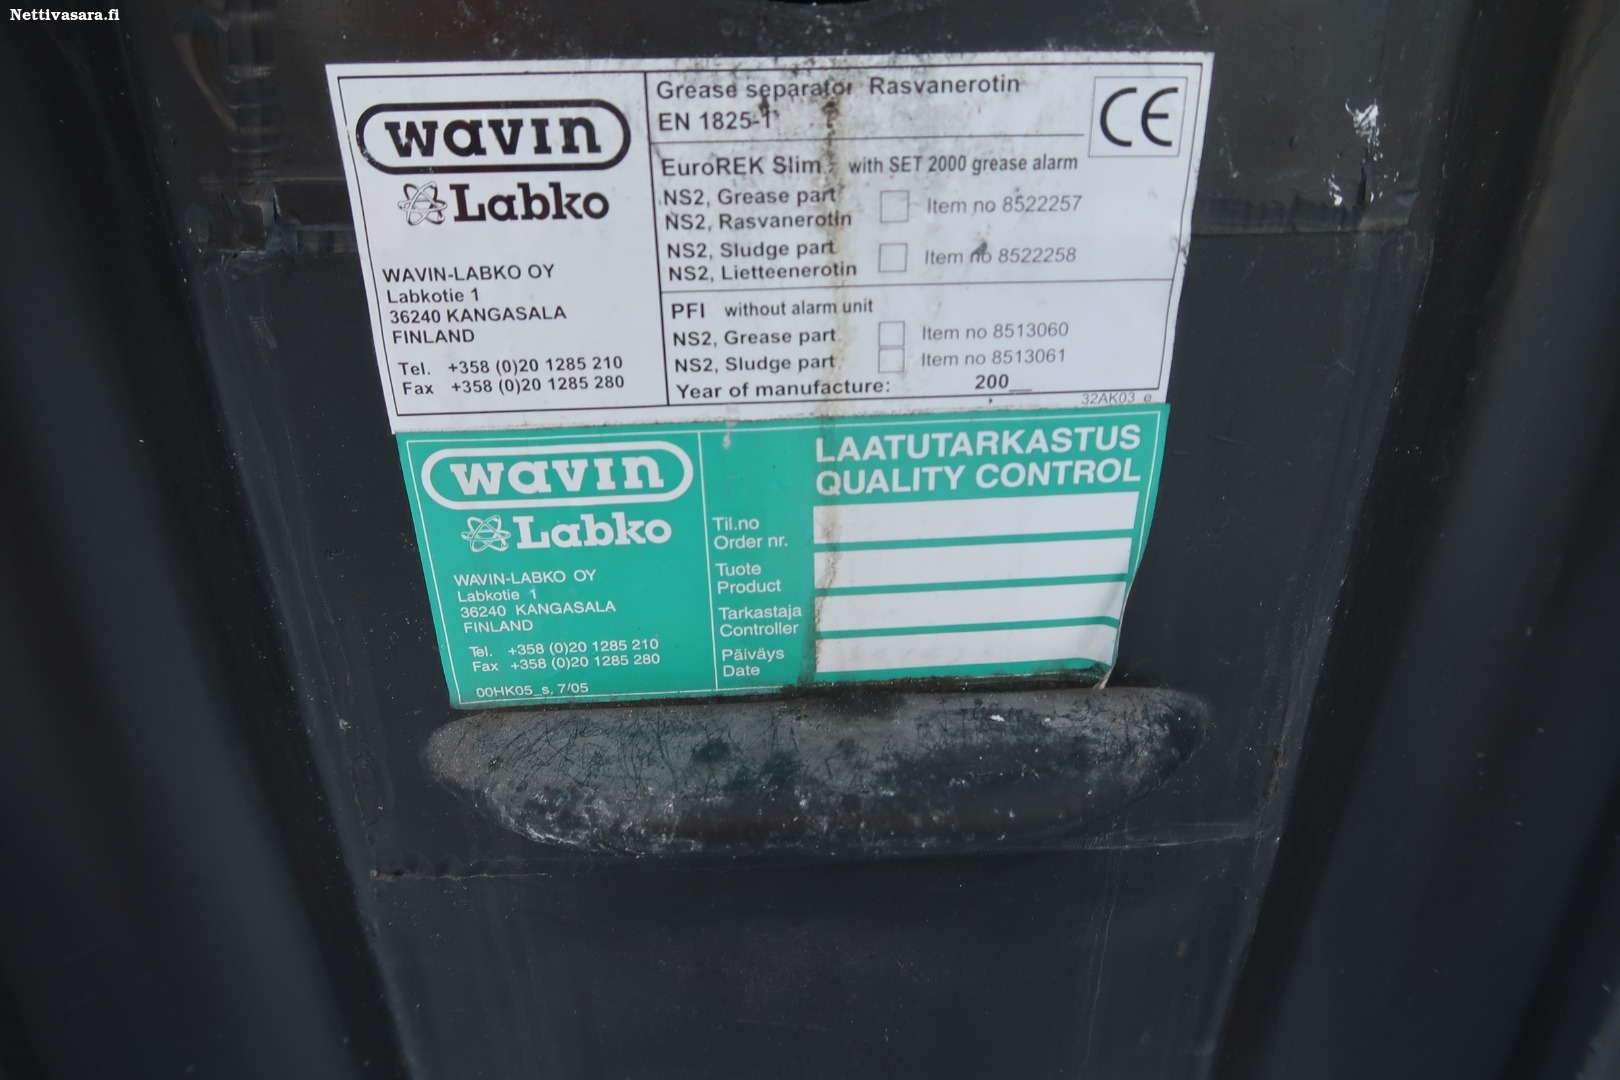 Nettivasara.fi
wavin
Labko
WAVIN-LABKO OY
Labkotie 1
36240 KANGASALA
FINLAND
Tel. +358 (0)20 1285 210
Fax +358 (0)20 1285 280
Grease separator Rasvanerotin
EN 1825-1
CE
EuroREK Slim with SET 2000 grease alarm
NS2, Grease part Item no 8522257
NS2, Rasvanerotin
NS2, Sludge part Item no 8522258
NS2, Lietteenerotin
PFI without alarm unit
NS2, Grease part Item no 8513060
NS2, Sludge part Item no 8513061
Year of manufacture: 200__
32AK03_e
wavin
Labko
WAVIN-LABKO OY
Labkotie 1
36240 KANGASALA
FINLAND
Tel. +358 (0)20 1285 210
Fax +358 (0)20 1285 280
00HK05_s, 7/05
LAATUTARKASTUS
QUALITY CONTROL
Til.no
Order nr.
Tuote
Product
Tarkastaja
Controller
Päiväys
Date